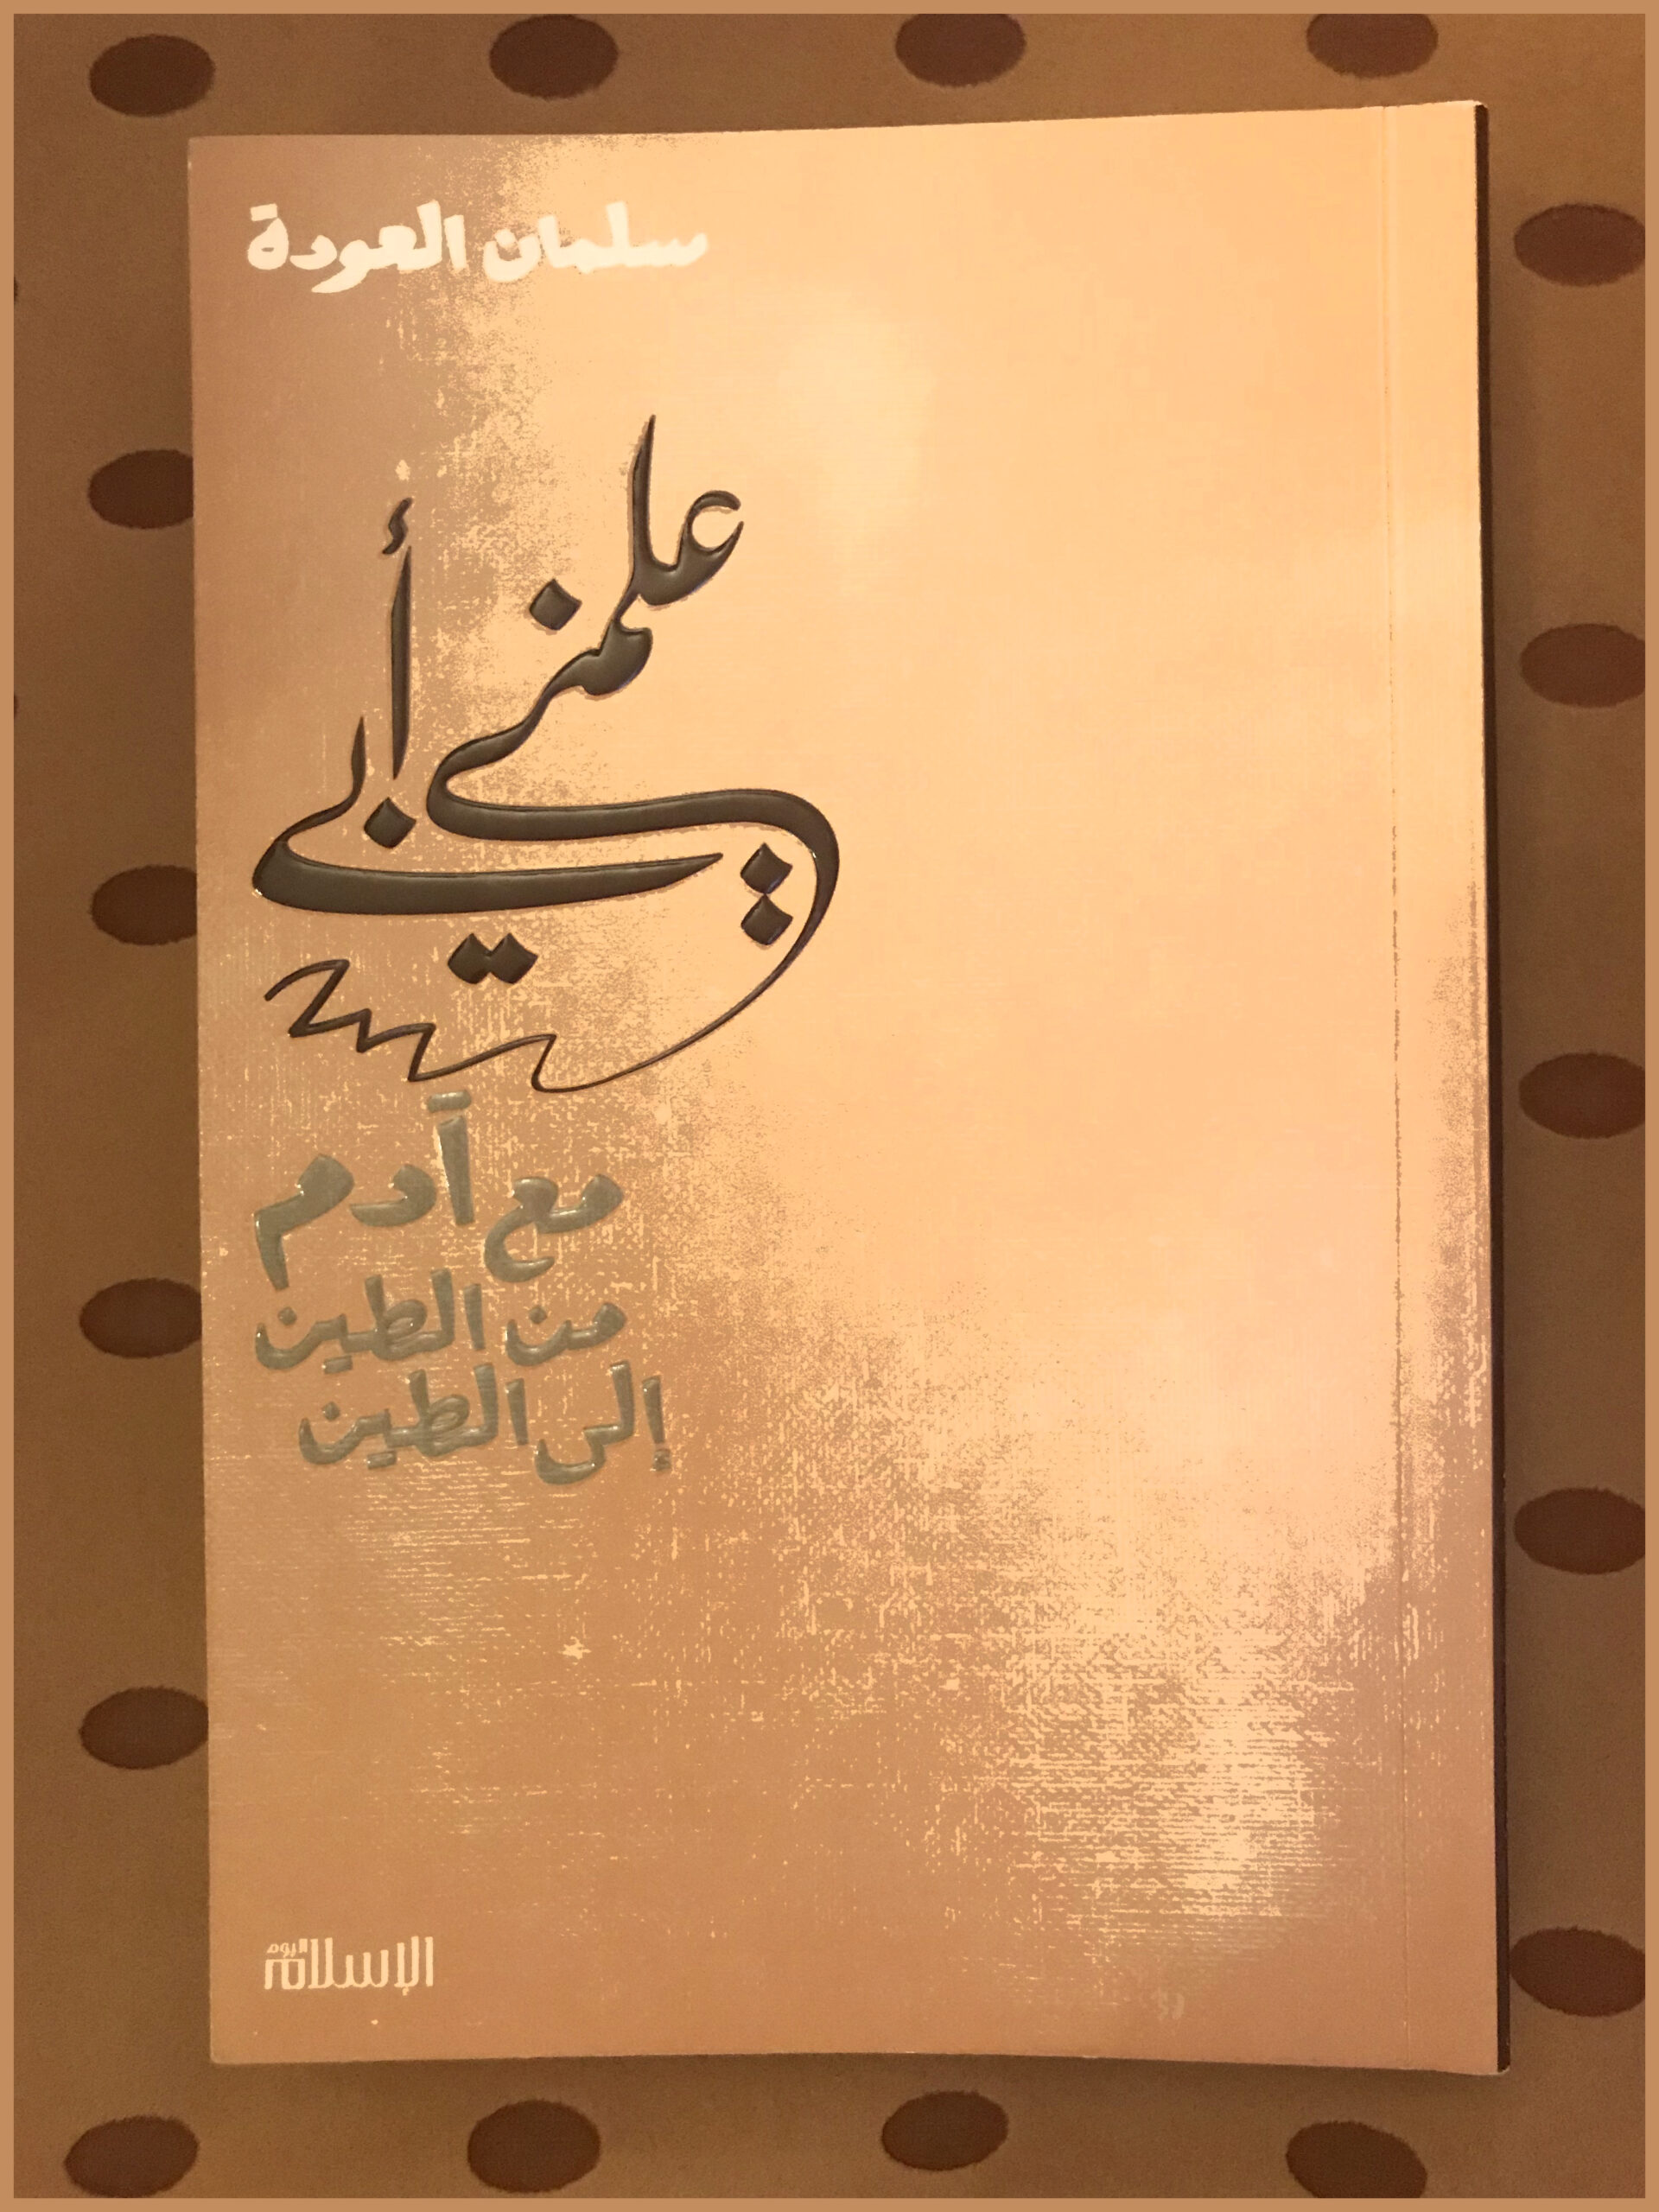 سلمان العودة
علمني أبي
مع آدم
من الطين
إلى الطين
الإسلام اليوم